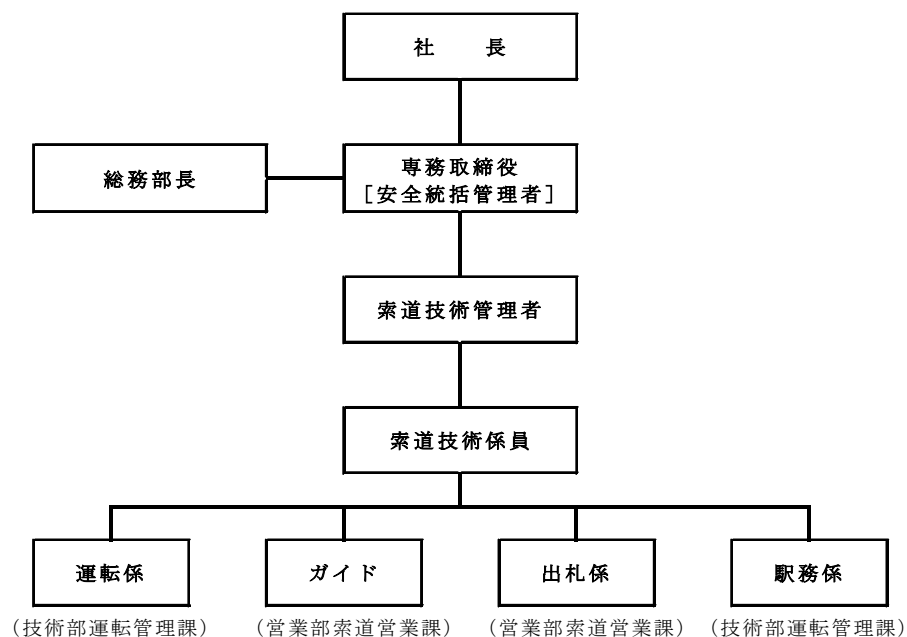 社　　長
総務部長
専務取締役
［安全統括管理者］
索道技術管理者
索道技術係員
運転係
ガイド
出札係
駅務係
（技術部運転管理課）
（営業部索道営業課）
（営業部索道営業課）
（技術部運転管理課）